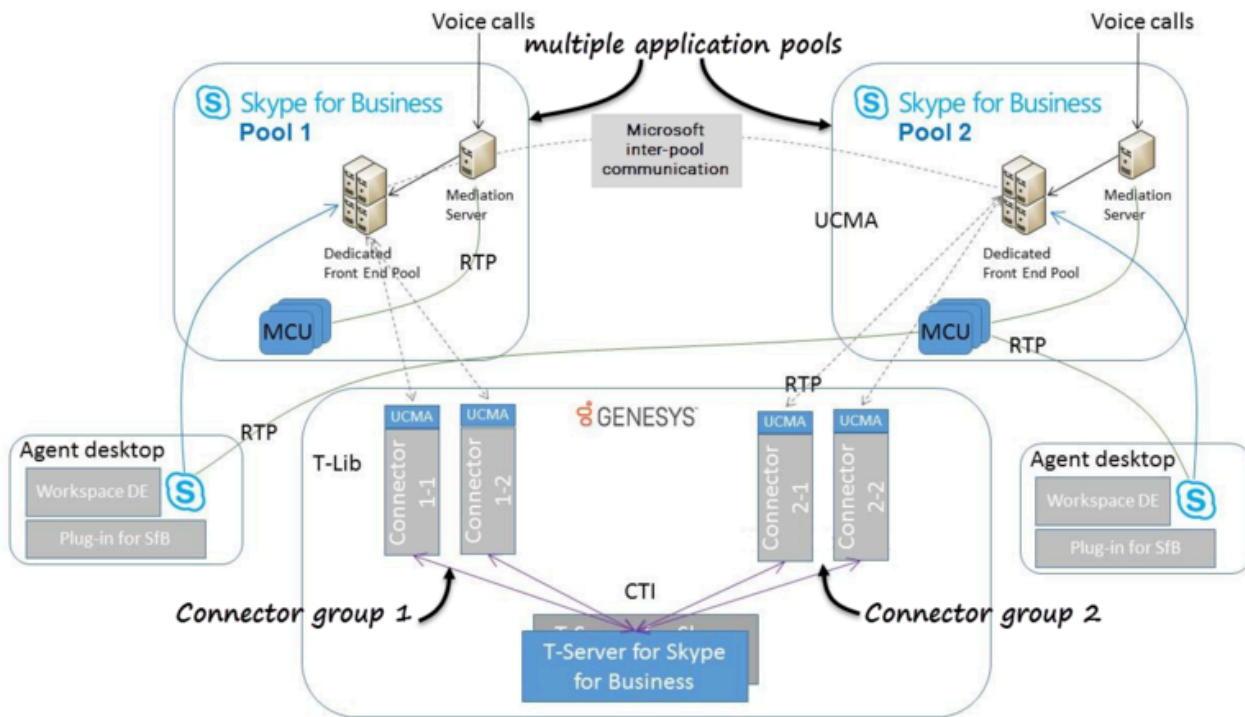 Voice calls
Voice calls
multiple application pools
S Skype for Business
Pool 1
S Skype for Business
Pool 2
Microsoft
inter-pool
communication
Mediation
Server
Mediation
Server
UCMA
Dedicated
Front End Pool
RTP
Dedicated
Front End Pool
MCU
MCU
RTP
RTP
UCMA
UCMA
GENESYS™
UCMA
UCMA
RTP
Agent desktop
Workspace DE
S
Plug-in for SfB
T-Lib
Connector
1-1
Connector
1-2
Connector
2-1
Connector
2-2
Agent desktop
Workspace DE
S
Plug-in for SfB
CTI
Connector group 1
Connector group 2
T-Server for Skype
for Business